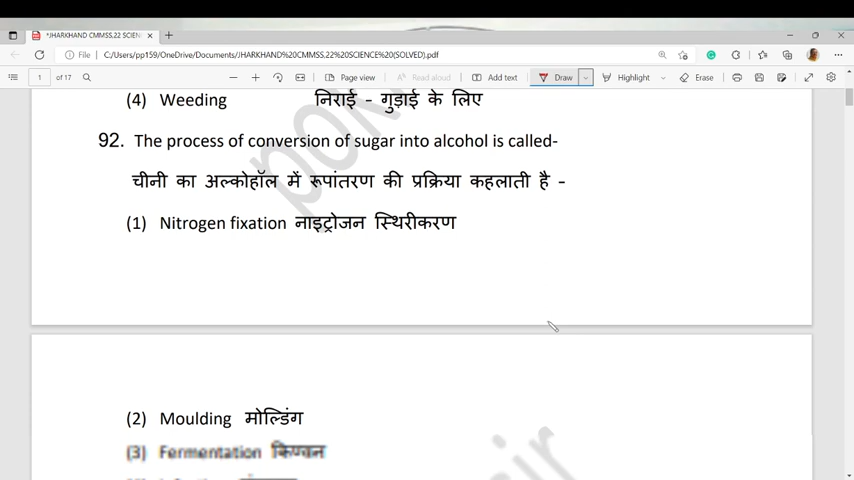 *JHARKHAND CMMSS,22 SCIEN
File C:/Users/pp159/OneDrive/Documents/JHARKHAND%20CMMSS,22%20SCIENCE%20(SOLVED).pdf
1 of 17 Page view Read aloud Add text Draw Highlight Erase
(4) Weeding निराई - गुड़ाई के लिए
92. The process of conversion of sugar into alcohol is called-
चीनी का अल्कोहॉल में रूपांतरण की प्रक्रिया कहलाती है -
(1) Nitrogen fixation नाइट्रोजन स्थिरीकरण
(2) Moulding मोल्डिंग
(3) Fermentation किण्वन